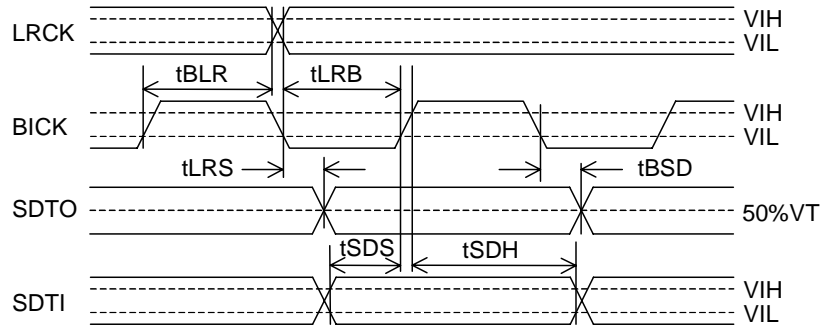 LRCK
VIH
VIL
tBLR
tLRB
BICK
VIH
VIL
tLRS
tBSD
SDTO
50%VT
tSDS
tSDH
SDTI
VIH
VIL